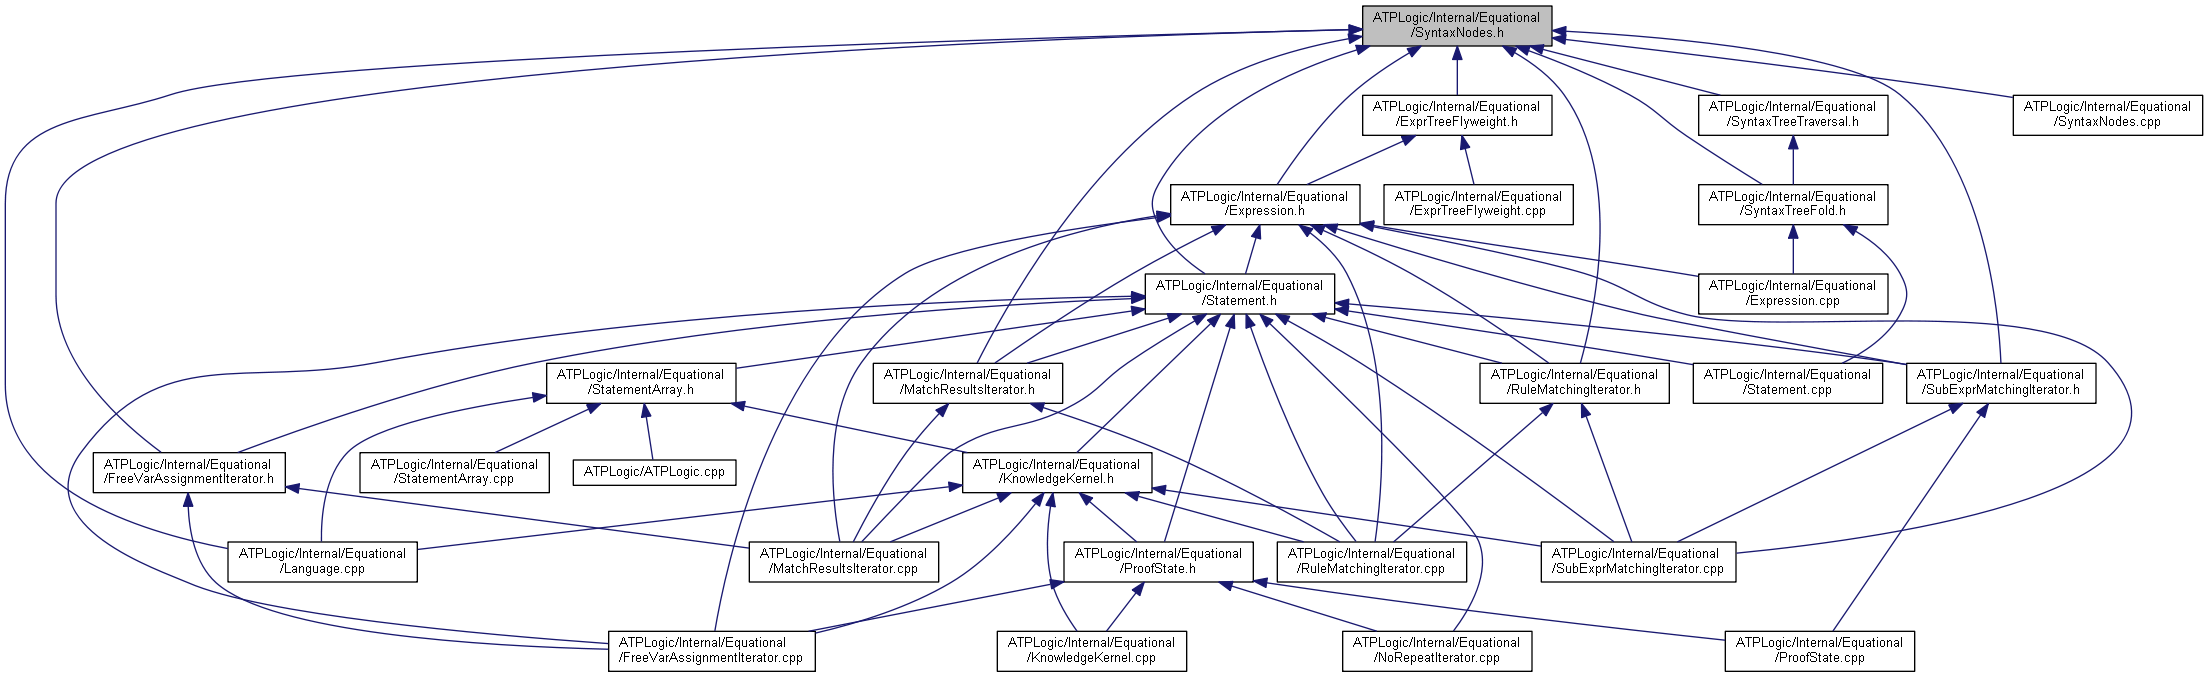 ATPLogic/Internal/Equational
/SyntaxNodes.h
ATPLogic/Internal/Equational
/ExprTreeFlyweight.h
ATPLogic/Internal/Equational
/SyntaxTreeTraversal.h
ATPLogic/Internal/Equational
/SyntaxNodes.cpp
ATPLogic/Internal/Equational
/Expression.h
ATPLogic/Internal/Equational
/ExprTreeFlyweight.cpp
ATPLogic/Internal/Equational
/SyntaxTreeFold.h
ATPLogic/Internal/Equational
/Statement.h
ATPLogic/Internal/Equational
/Expression.cpp
ATPLogic/Internal/Equational
/StatementArray.h
ATPLogic/Internal/Equational
/MatchResultsIterator.h
ATPLogic/Internal/Equational
/RuleMatchingIterator.h
ATPLogic/Internal/Equational
/Statement.cpp
ATPLogic/Internal/Equational
/SubExprMatchingIterator.h
ATPLogic/Internal/Equational
/FreeVarAssignmentIterator.h
ATPLogic/Internal/Equational
/StatementArray.cpp
ATPLogic/ATPLogic.cpp
ATPLogic/Internal/Equational
/KnowledgeKernel.h
ATPLogic/Internal/Equational
/Language.cpp
ATPLogic/Internal/Equational
/MatchResultsIterator.cpp
ATPLogic/Internal/Equational
/ProofState.h
ATPLogic/Internal/Equational
/RuleMatchingIterator.cpp
ATPLogic/Internal/Equational
/SubExprMatchingIterator.cpp
ATPLogic/Internal/Equational
/FreeVarAssignmentIterator.cpp
ATPLogic/Internal/Equational
/KnowledgeKernel.cpp
ATPLogic/Internal/Equational
/NoRepeatIterator.cpp
ATPLogic/Internal/Equational
/ProofState.cpp